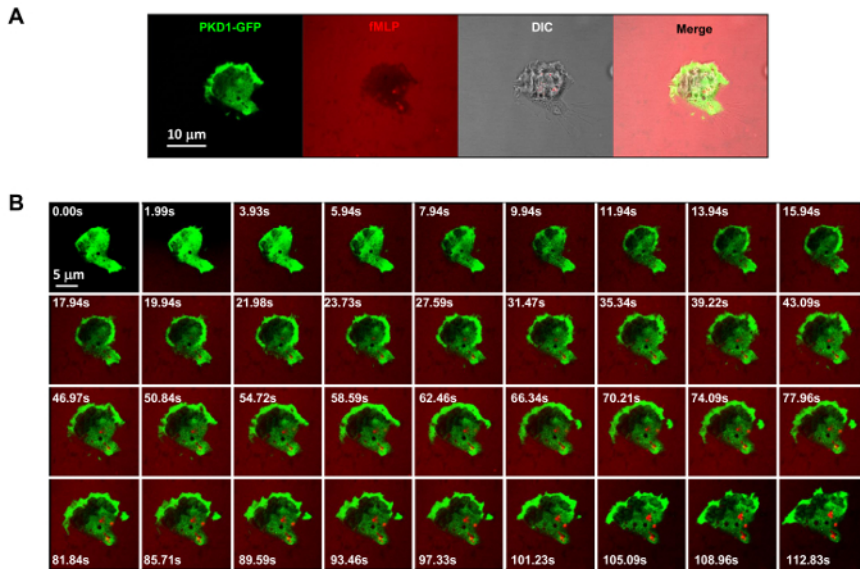 A
PKD1-GFP fMLP DIC Merge
10 μm
B
0.00s 1.99s 3.93s 5.94s 7.94s 9.94s 11.94s 13.94s 15.94s
5 μm
17.94s 19.94s 21.98s 23.73s 27.59s 31.47s 35.34s 39.22s 43.09s
46.97s 50.84s 54.72s 58.59s 62.46s 66.34s 70.21s 74.09s 77.96s
81.84s 85.71s 89.59s 93.46s 97.33s 101.23s 105.09s 108.96s 112.83s